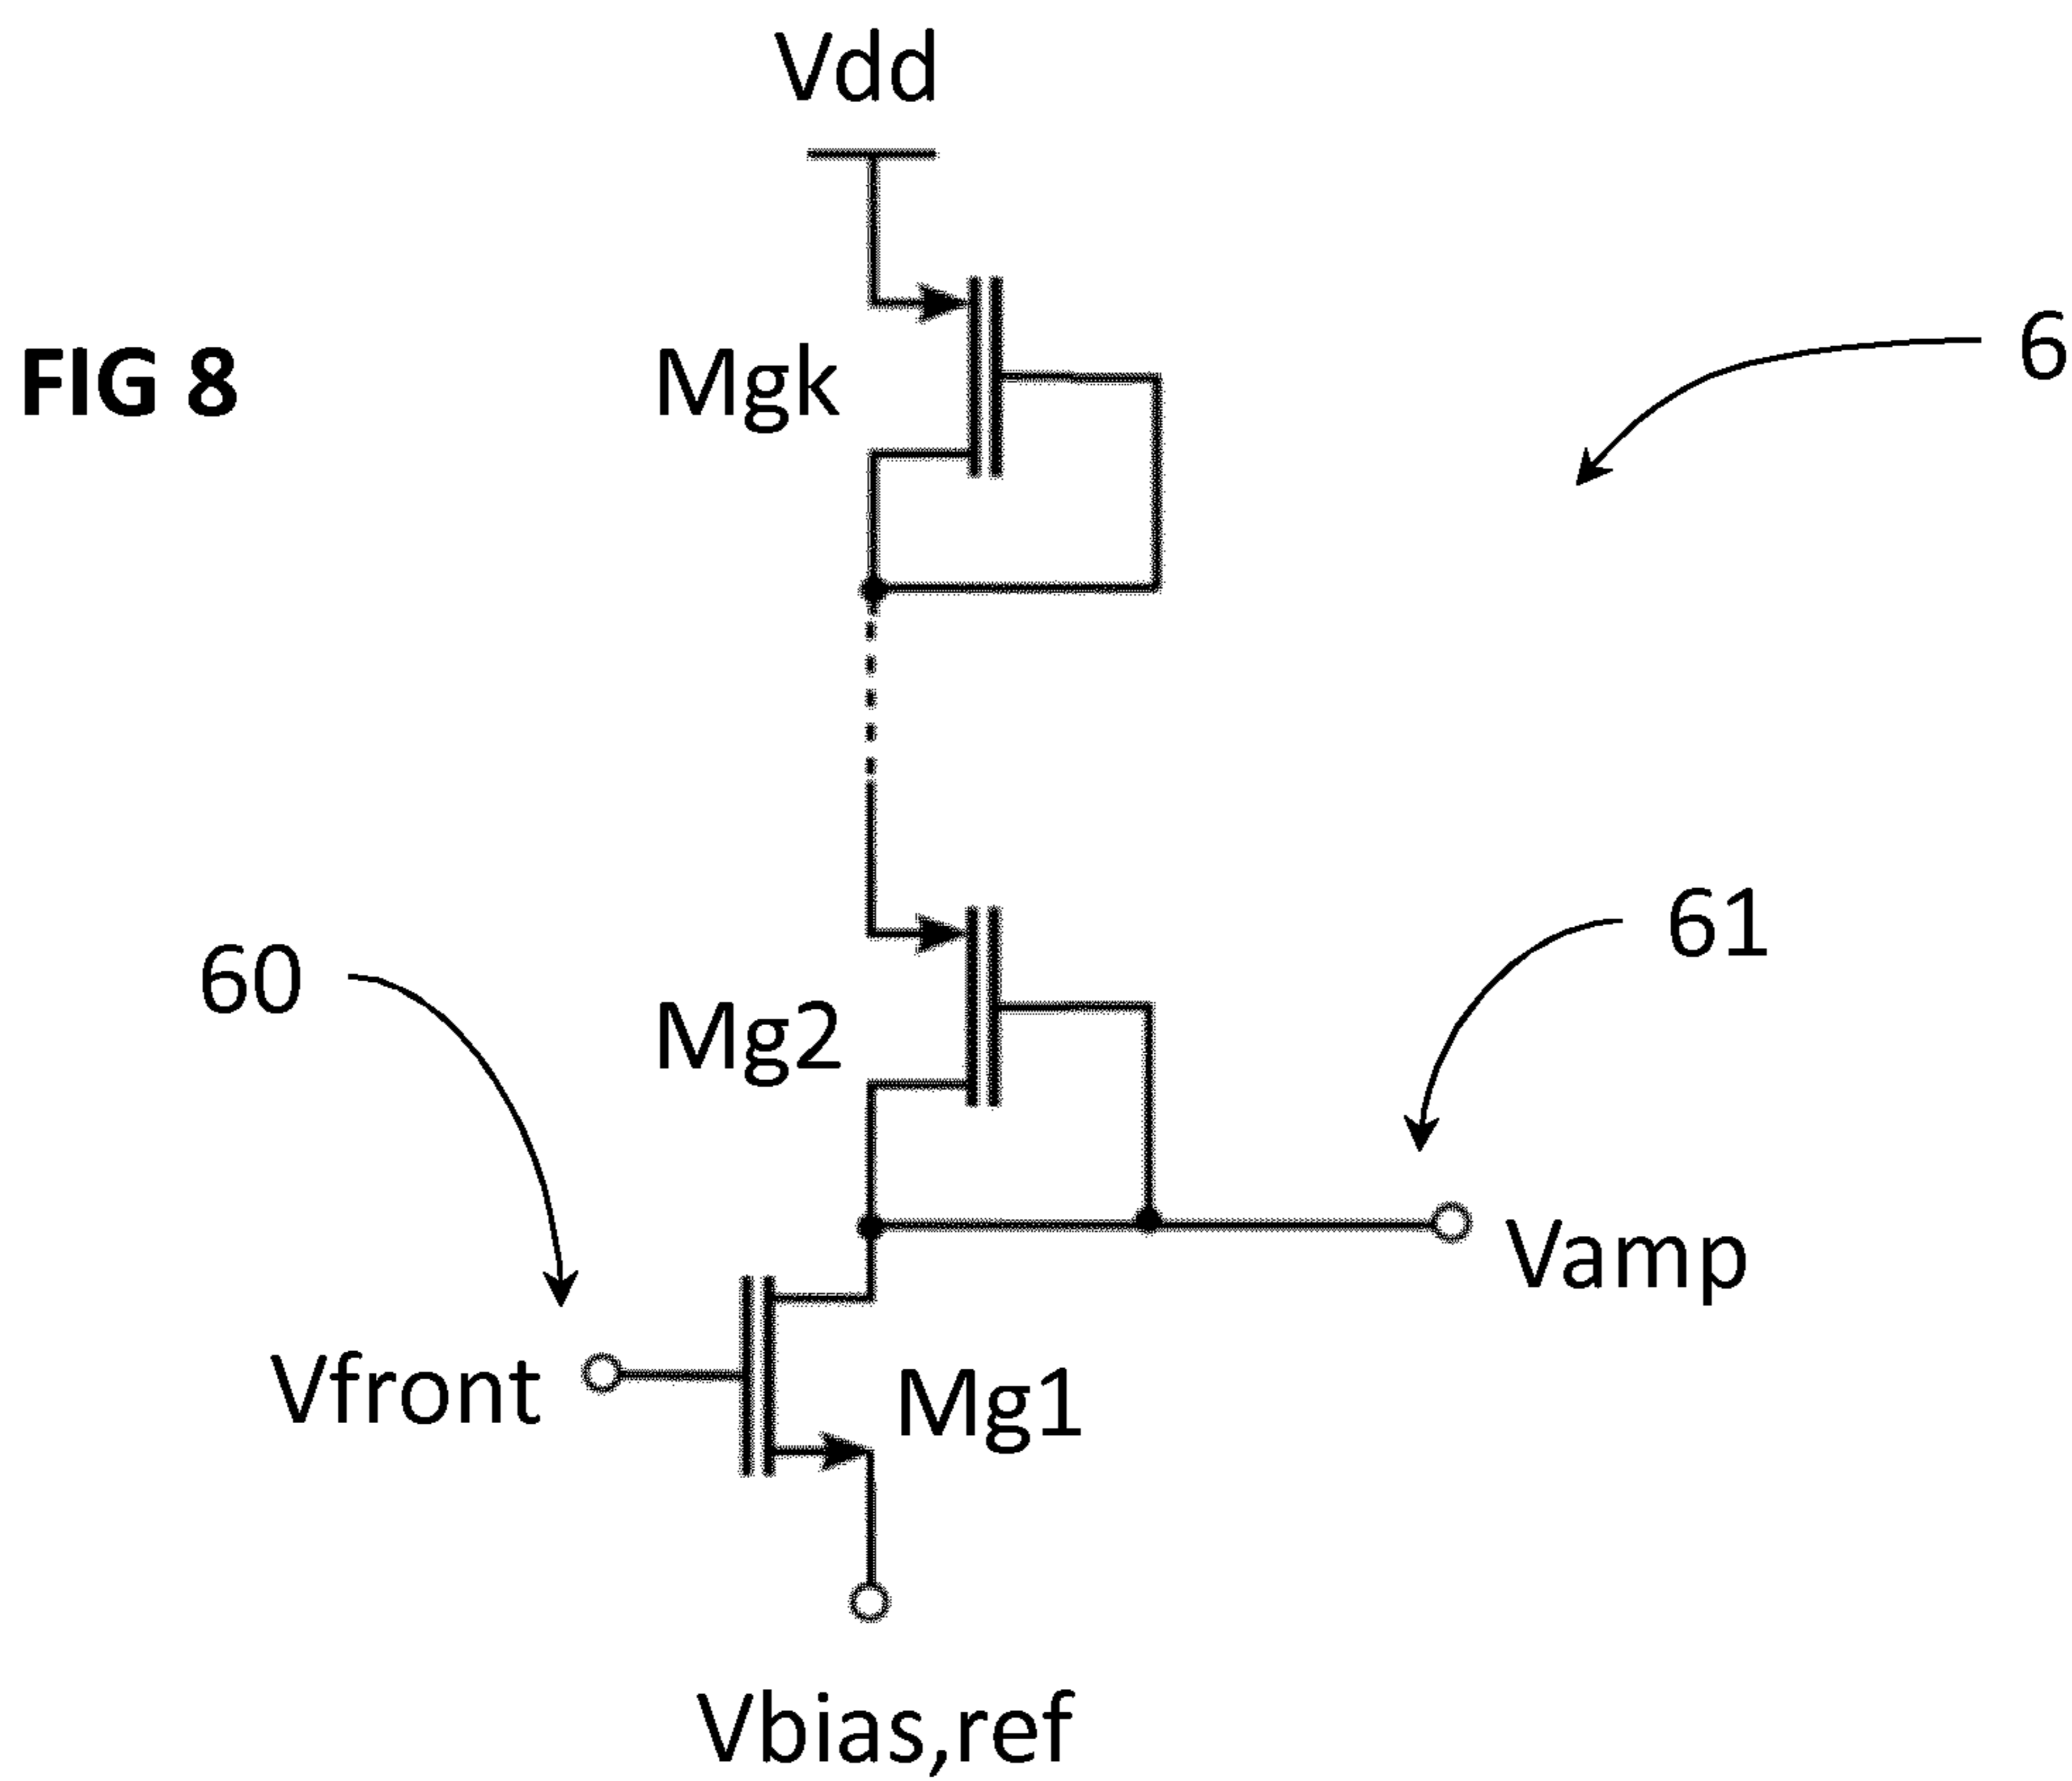 Vdd
FIG 8
6
Mgk
61
60
Mg2
Vamp
Vfront
Mg1
Vbias,ref